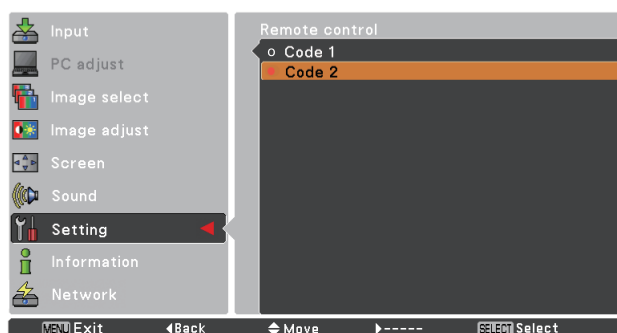 Input
PC adjust
Image select
Image adjust
Screen
Sound
Setting
Information
Network
Remote control
Code 1
Code 2
MENU Exit ◀Back Move ▶----- SELECT Select